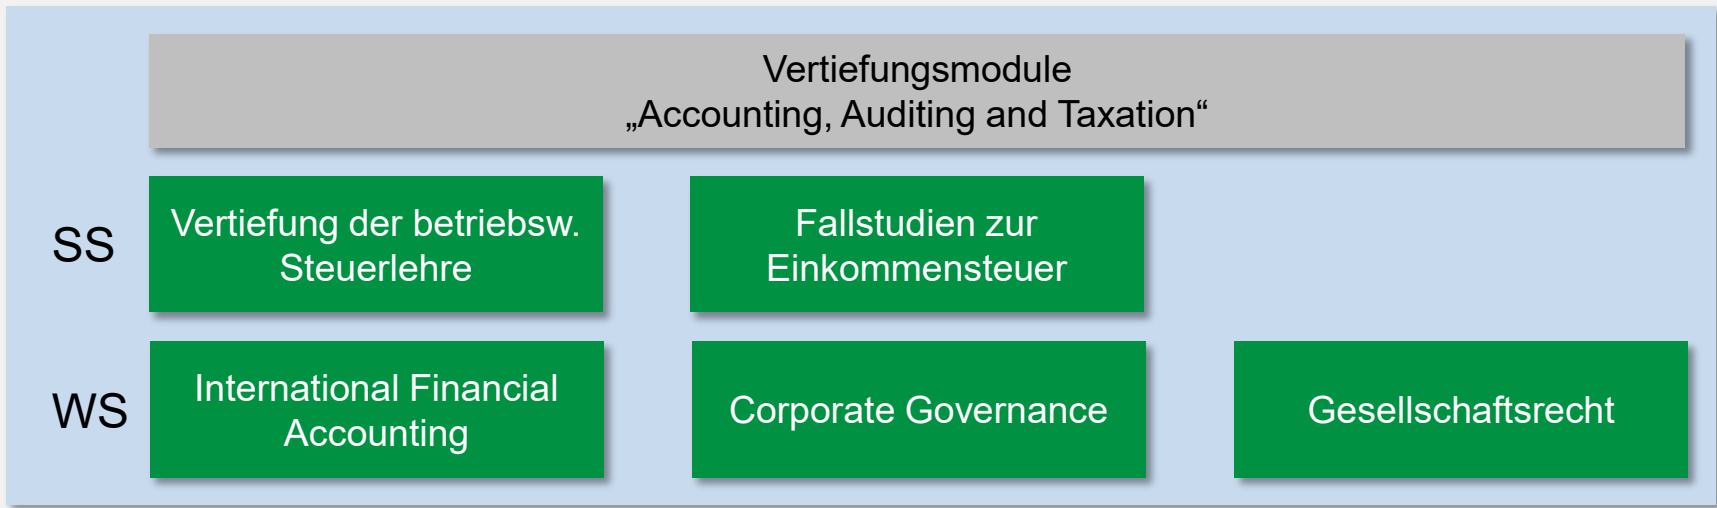 Vertiefungsmodule
„Accounting, Auditing and Taxation“
SS
Vertiefung der betriebsw.
Steuerlehre
Fallstudien zur
Einkommensteuer
WS
International Financial
Accounting
Corporate Governance
Gesellschaftsrecht